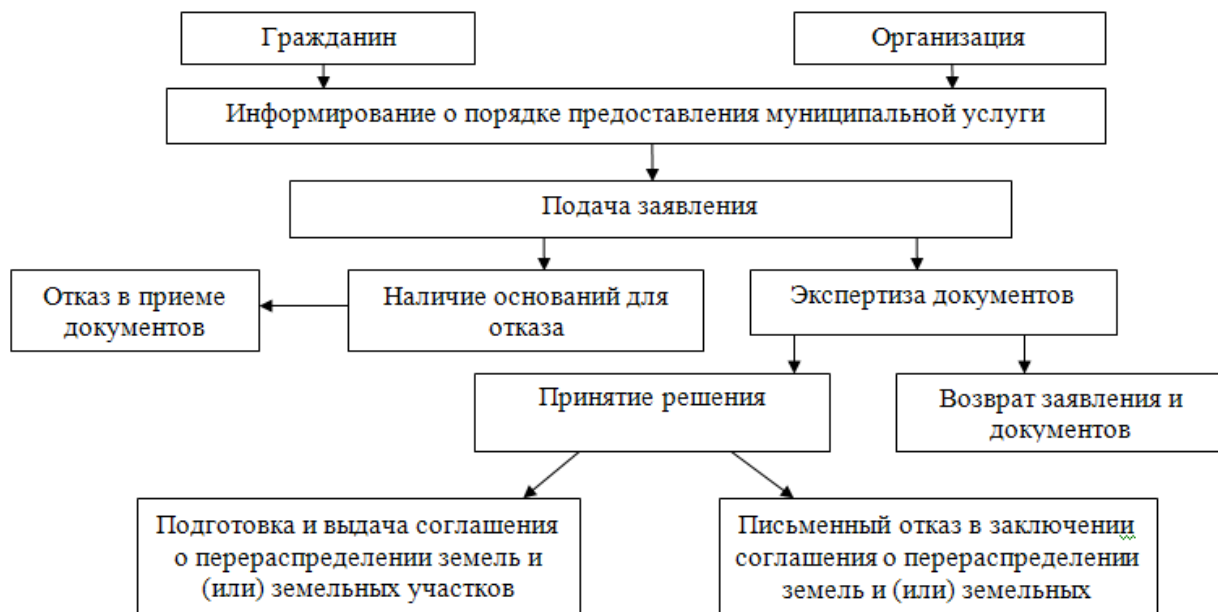 Гражданин
Организация
Информирование о порядке предоставления муниципальной услуги
Подача заявления
Отказ в приеме
документов
Наличие оснований для
отказа
Экспертиза документов
Принятие решения
Возврат заявления и
документов
Подготовка и выдача соглашения
о перераспределении земель и
(или) земельных участков
Письменный отказ в заключении
соглашения о перераспределении
земель и (или) земельных